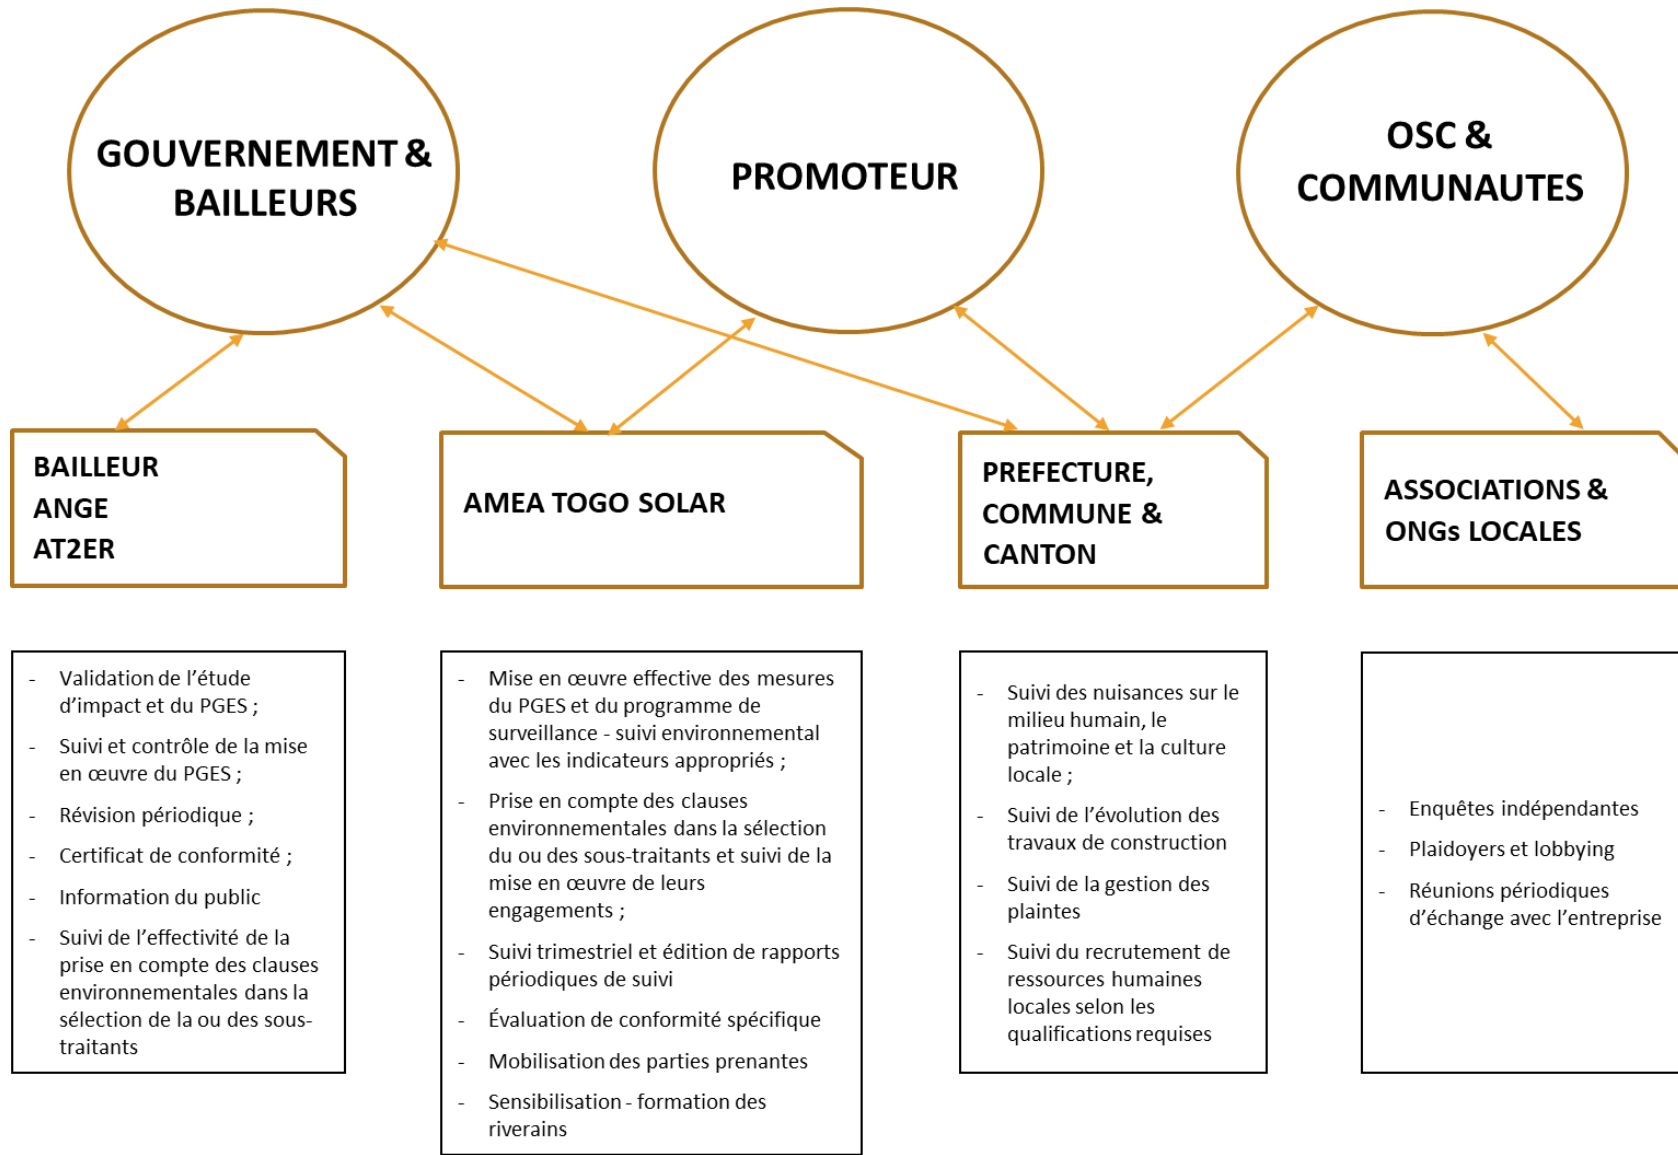 GOUVERNEMENT &
BAILLEURS
PROMOTEUR
OSC &
COMMUNAUTES
BAILLEUR
ANGE
AT2ER
AMEA TOGO SOLAR
PREFECTURE,
COMMUNE &
CANTON
ASSOCIATIONS &
ONGs LOCALES
- Validation de l’étude
d’impact et du PGES ;
- Suivi et contrôle de la mise
en œuvre du PGES ;
- Révision périodique ;
- Certificat de conformité ;
- Information du public
- Suivi de l’effectivité de la
prise en compte des clauses
environnementales dans la
sélection de la ou des sous-
traitants
- Mise en œuvre effective des mesures
du PGES et du programme de
surveillance - suivi environnemental
avec les indicateurs appropriés ;
- Prise en compte des clauses
environnementales dans la sélection
du ou des sous-traitants et suivi de la
mise en œuvre de leurs
engagements ;
- Suivi trimestriel et édition de rapports
périodiques de suivi
- Évaluation de conformité spécifique
- Mobilisation des parties prenantes
- Sensibilisation - formation des
riverains
- Suivi des nuisances sur le
milieu humain, le
patrimoine et la culture
locale ;
- Suivi de l’évolution des
travaux de construction
- Suivi de la gestion des
plaintes
- Suivi du recrutement de
ressources humaines
locales selon les
qualifications requises
- Enquêtes indépendantes
- Plaidoyers et lobbying
- Réunions périodiques
d’échange avec l’entreprise